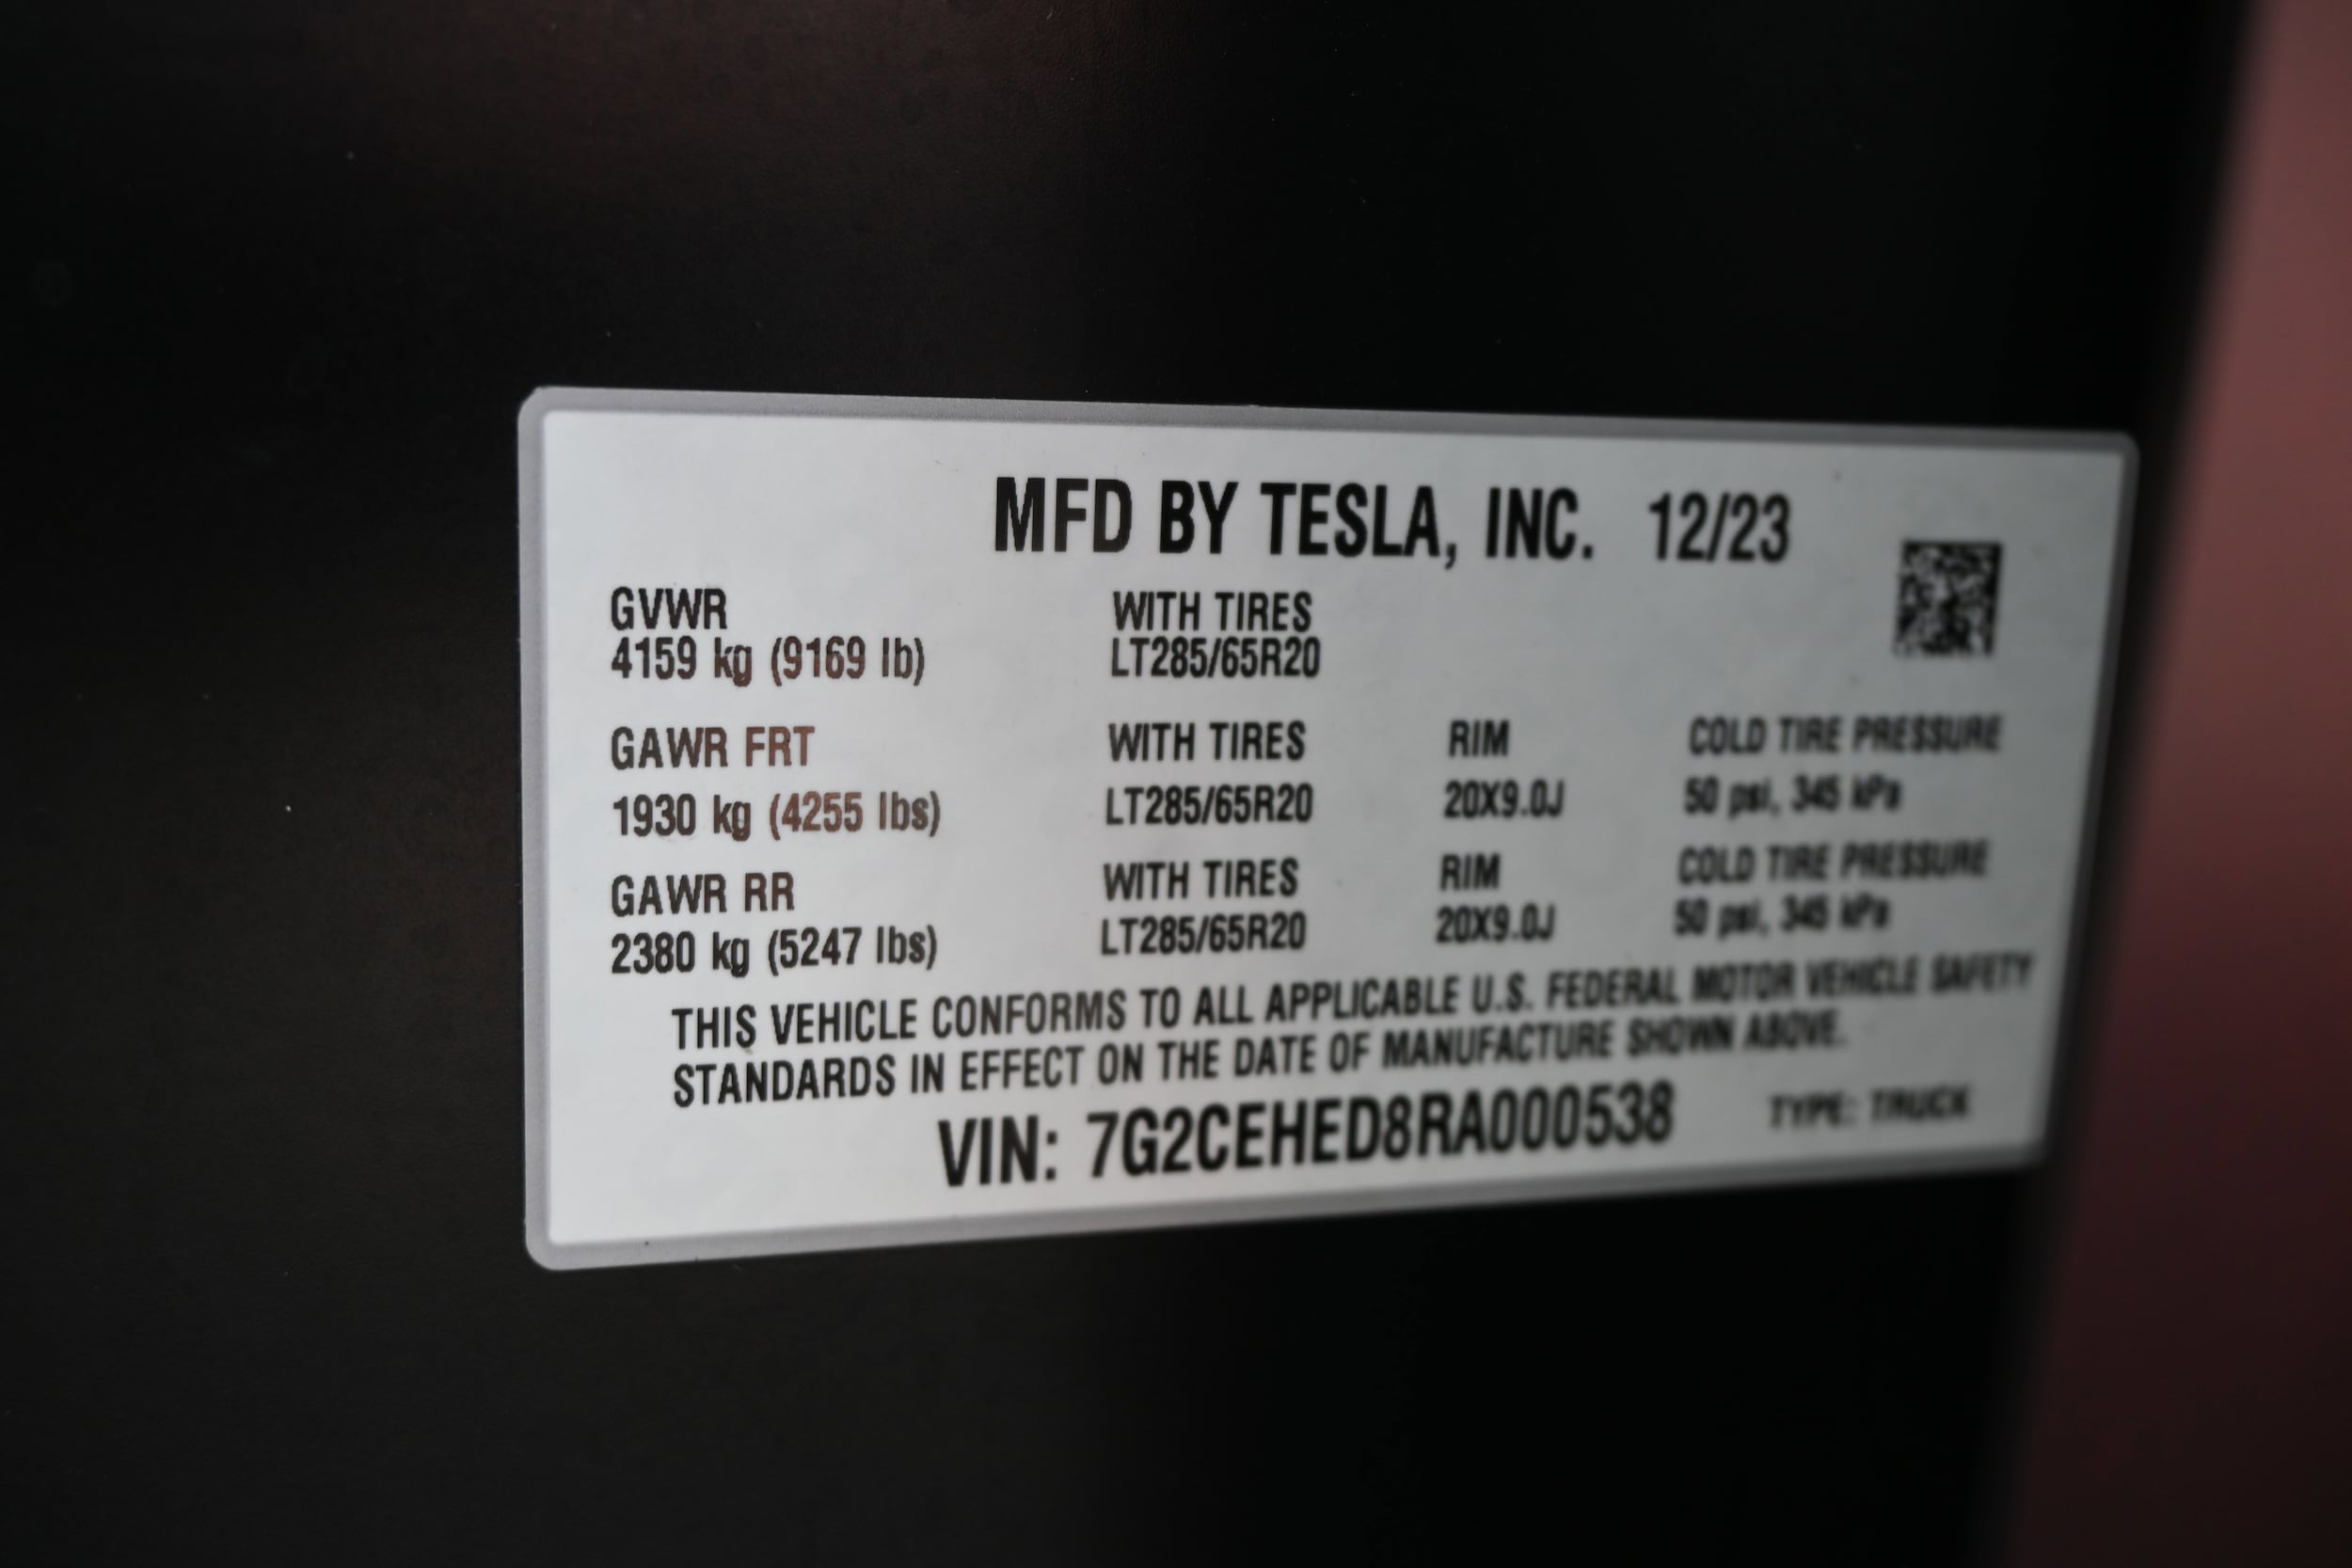 MFD BY TESLA, INC. 12/23
GVWR WITH TIRES
4159 kg (9169 lb) LT285/65R20
GAWR FRT WITH TIRES RIM COLD TIRE PRESSURE
1930 kg (4255 lbs) LT285/65R20 20X9.0J 50 psi, 345 kPa
GAWR RR WITH TIRES RIM COLD TIRE PRESSURE
2380 kg (5247 lbs) LT285/65R20 20X9.0J 50 psi, 345 kPa
THIS VEHICLE CONFORMS TO ALL APPLICABLE U.S. FEDERAL MOTOR VEHICLE SAFETY
STANDARDS IN EFFECT ON THE DATE OF MANUFACTURE SHOWN ABOVE.
VIN: 7G2CEHED8RA000538 TYPE: TRUCK